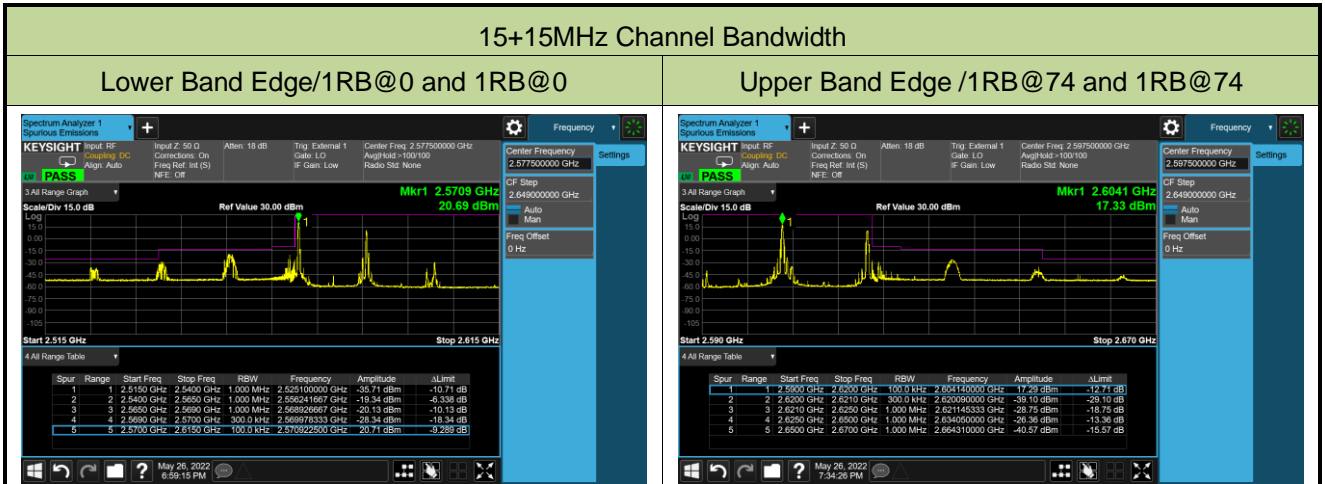 15+15MHz Channel Bandwidth
Lower Band Edge/1RB@0 and 1RB@0
Upper Band Edge /1RB@74 and 1RB@74
Spectrum Analyzer 1
Spurious Emissions
Frequency
KEYSIGHT Input: RF Input Z: 50 Ω Atten: 18 dB Trig: External 1 Center Freq: 2.577500000 GHz
Coupling: DC Corrections: On Gate: LO Avg|Hold:>100/100
Align: Auto Freq Ref: Int (S) IF Gain: Low Radio Std: None
NFE: Off
PASS
3 All Range Graph
Mkr1 2.5709 GHz
Scale/Div 15.0 dB Ref Value 30.00 dBm 20.69 dBm
Log
15.0
0.00
-15.0
-30.0
-45.0
-60.0
-75.0
-90.0
-105
1
Start 2.515 GHz Stop 2.615 GHz
4 All Range Table
Spur Range Start Freq Stop Freq RBW Frequency Amplitude ΔLimit
1 1 2.5150 GHz 2.5400 GHz 1.000 MHz 2.525100000 GHz -35.71 dBm -10.71 dB
2 2 2.5400 GHz 2.5650 GHz 1.000 MHz 2.556241667 GHz -19.34 dBm -6.338 dB
3 3 2.5650 GHz 2.5690 GHz 1.000 MHz 2.568926667 GHz -20.13 dBm -10.13 dB
4 4 2.5690 GHz 2.5700 GHz 300.0 kHz 2.569978333 GHz -28.34 dBm -18.34 dB
5 5 2.5700 GHz 2.6150 GHz 100.0 kHz 2.570922500 GHz 20.71 dBm -9.289 dB
Center Frequency
2.577500000 GHz
Settings
CF Step
2.649000000 GHz
Auto
Man
Freq Offset
0 Hz
May 26, 2022
6:59:15 PM
Spectrum Analyzer 1
Spurious Emissions
Frequency
KEYSIGHT Input: RF Input Z: 50 Ω Atten: 18 dB Trig: External 1 Center Freq: 2.597500000 GHz
Coupling: DC Corrections: On Gate: LO Avg|Hold:>100/100
Align: Auto Freq Ref: Int (S) IF Gain: Low Radio Std: None
NFE: Off
PASS
3 All Range Graph
Mkr1 2.6041 GHz
Scale/Div 15.0 dB Ref Value 30.00 dBm 17.33 dBm
Log
15.0
0.00
-15.0
-30.0
-45.0
-60.0
-75.0
-90.0
-105
1
Start 2.590 GHz Stop 2.670 GHz
4 All Range Table
Spur Range Start Freq Stop Freq RBW Frequency Amplitude ΔLimit
1 1 2.5900 GHz 2.6200 GHz 100.0 kHz 2.604140000 GHz 17.29 dBm -12.71 dB
2 2 2.6200 GHz 2.6210 GHz 300.0 kHz 2.620090000 GHz -39.10 dBm -29.10 dB
3 3 2.6210 GHz 2.6250 GHz 1.000 MHz 2.621145333 GHz -28.75 dBm -18.75 dB
4 4 2.6250 GHz 2.6500 GHz 1.000 MHz 2.634050000 GHz -26.36 dBm -13.36 dB
5 5 2.6500 GHz 2.6700 GHz 1.000 MHz 2.664310000 GHz -40.57 dBm -15.57 dB
Center Frequency
2.597500000 GHz
Settings
CF Step
2.649000000 GHz
Auto
Man
Freq Offset
0 Hz
May 26, 2022
7:34:26 PM